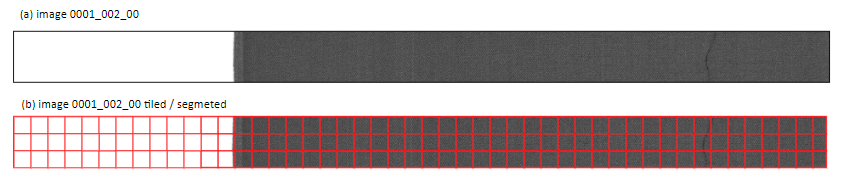 (a) image 0001_002_00
(b) image 0001_002_00 tiled / segmeted